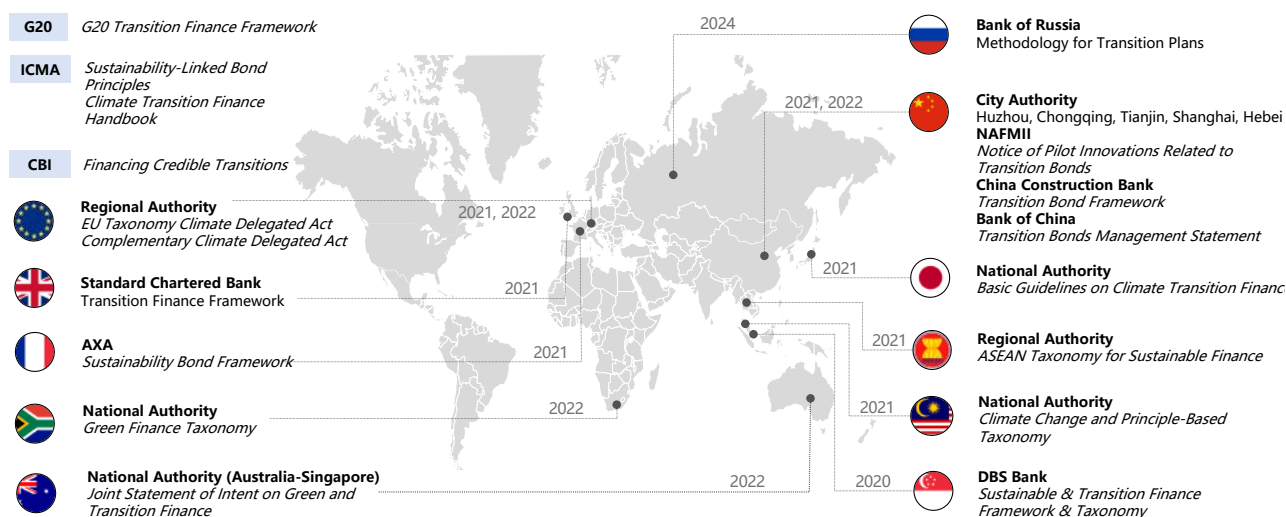 G20
G20 Transition Finance Framework
ICMA
Sustainability-Linked Bond
Principles
Climate Transition Finance
Handbook
CBI
Financing Credible Transitions
Regional Authority
EU Taxonomy Climate Delegated Act
Complementary Climate Delegated Act
2021, 2022
Standard Chartered Bank
Transition Finance Framework
2021
AXA
Sustainability Bond Framework
2021
National Authority
Green Finance Taxonomy
2022
National Authority (Australia-Singapore)
Joint Statement of Intent on Green and
Transition Finance
2022
2024
Bank of Russia
Methodology for Transition Plans
2021, 2022
City Authority
Huzhou, Chongqing, Tianjin, Shanghai, Hebei
NAFMII
Notice of Pilot Innovations Related to
Transition Bonds
China Construction Bank
Transition Bond Framework
Bank of China
Transition Bonds Management Statement
2021
National Authority
Basic Guidelines on Climate Transition Financ
2021
Regional Authority
ASEAN Taxonomy for Sustainable Finance
2021
National Authority
Climate Change and Principle-Based
Taxonomy
2020
DBS Bank
Sustainable & Transition Finance
Framework & Taxonomy